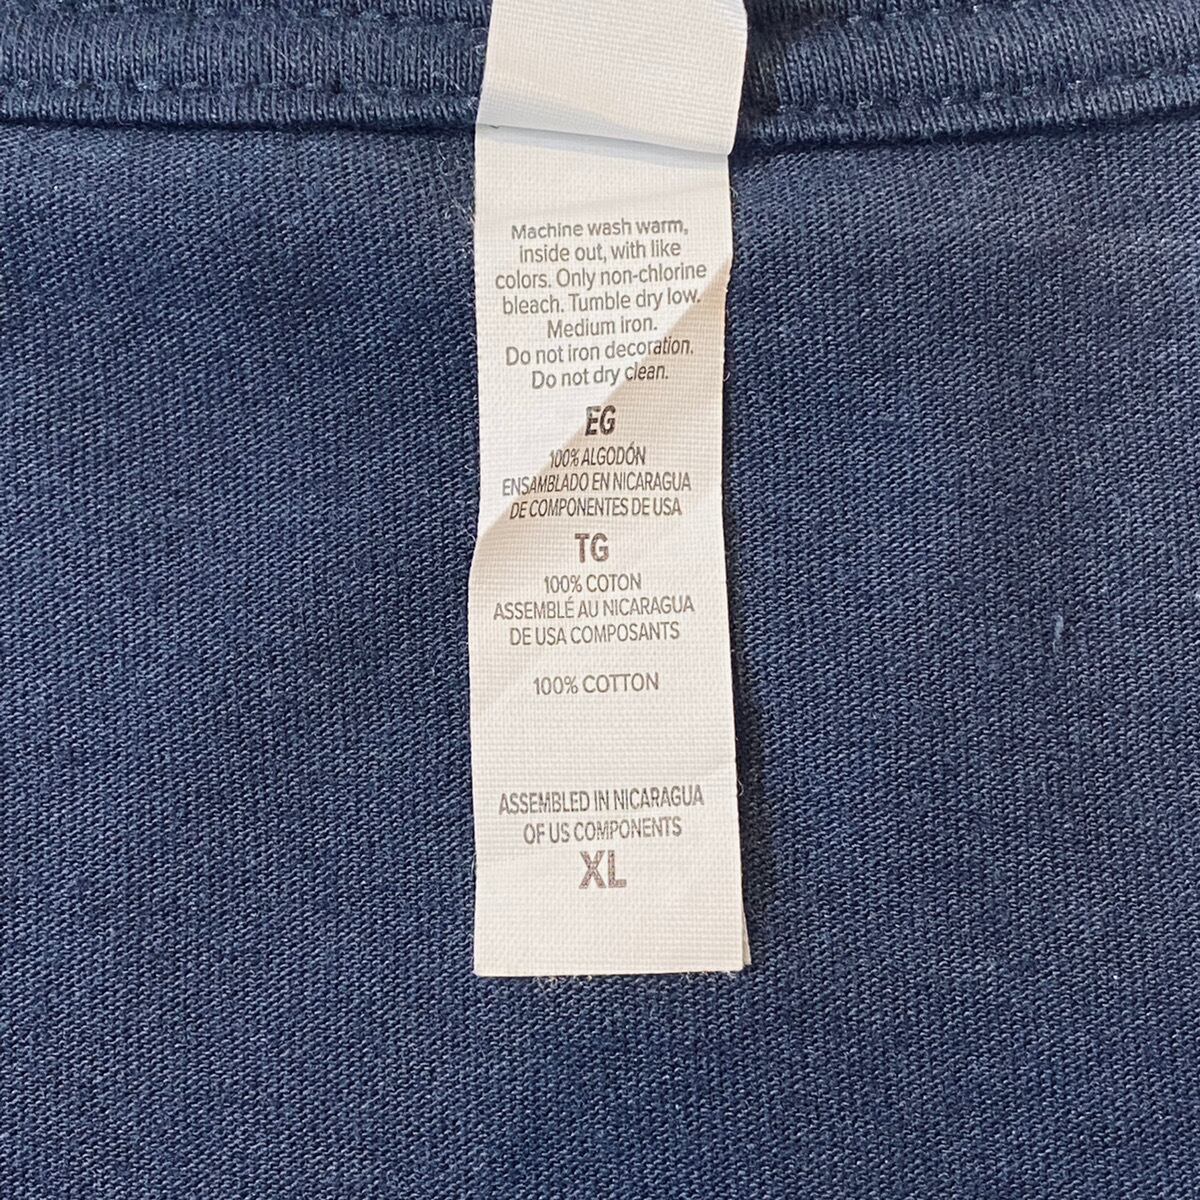 Machine wash warm,
inside out, with like
colors. Only non-chlorine
bleach. Tumble dry low.
Medium iron.
Do not iron decoration.
Do not dry clean.
EG
100% ALGODÓN
ENSAMBLADO EN NICARAGUA
DE COMPONENTES DE USA
TG
100% COTON
ASSEMBLÉ AU NICARAGUA
DE USA COMPOSANTS
100% COTTON
ASSEMBLED IN NICARAGUA
OF US COMPONENTS
XL